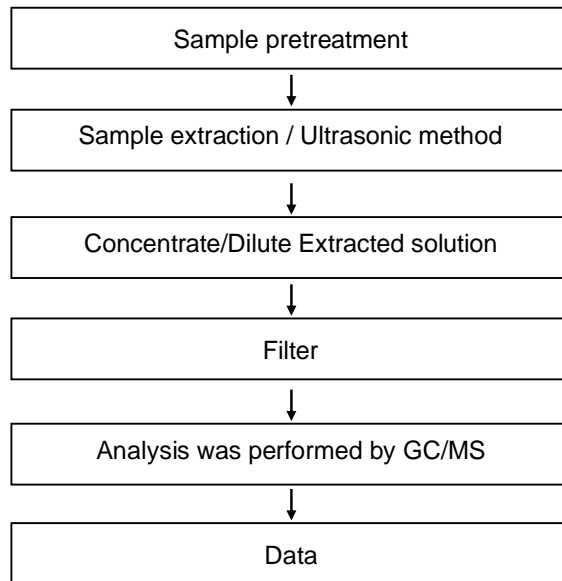 Sample pretreatment
Sample extraction / Ultrasonic method
Concentrate/Dilute Extracted solution
Filter
Analysis was performed by GC/MS
Data